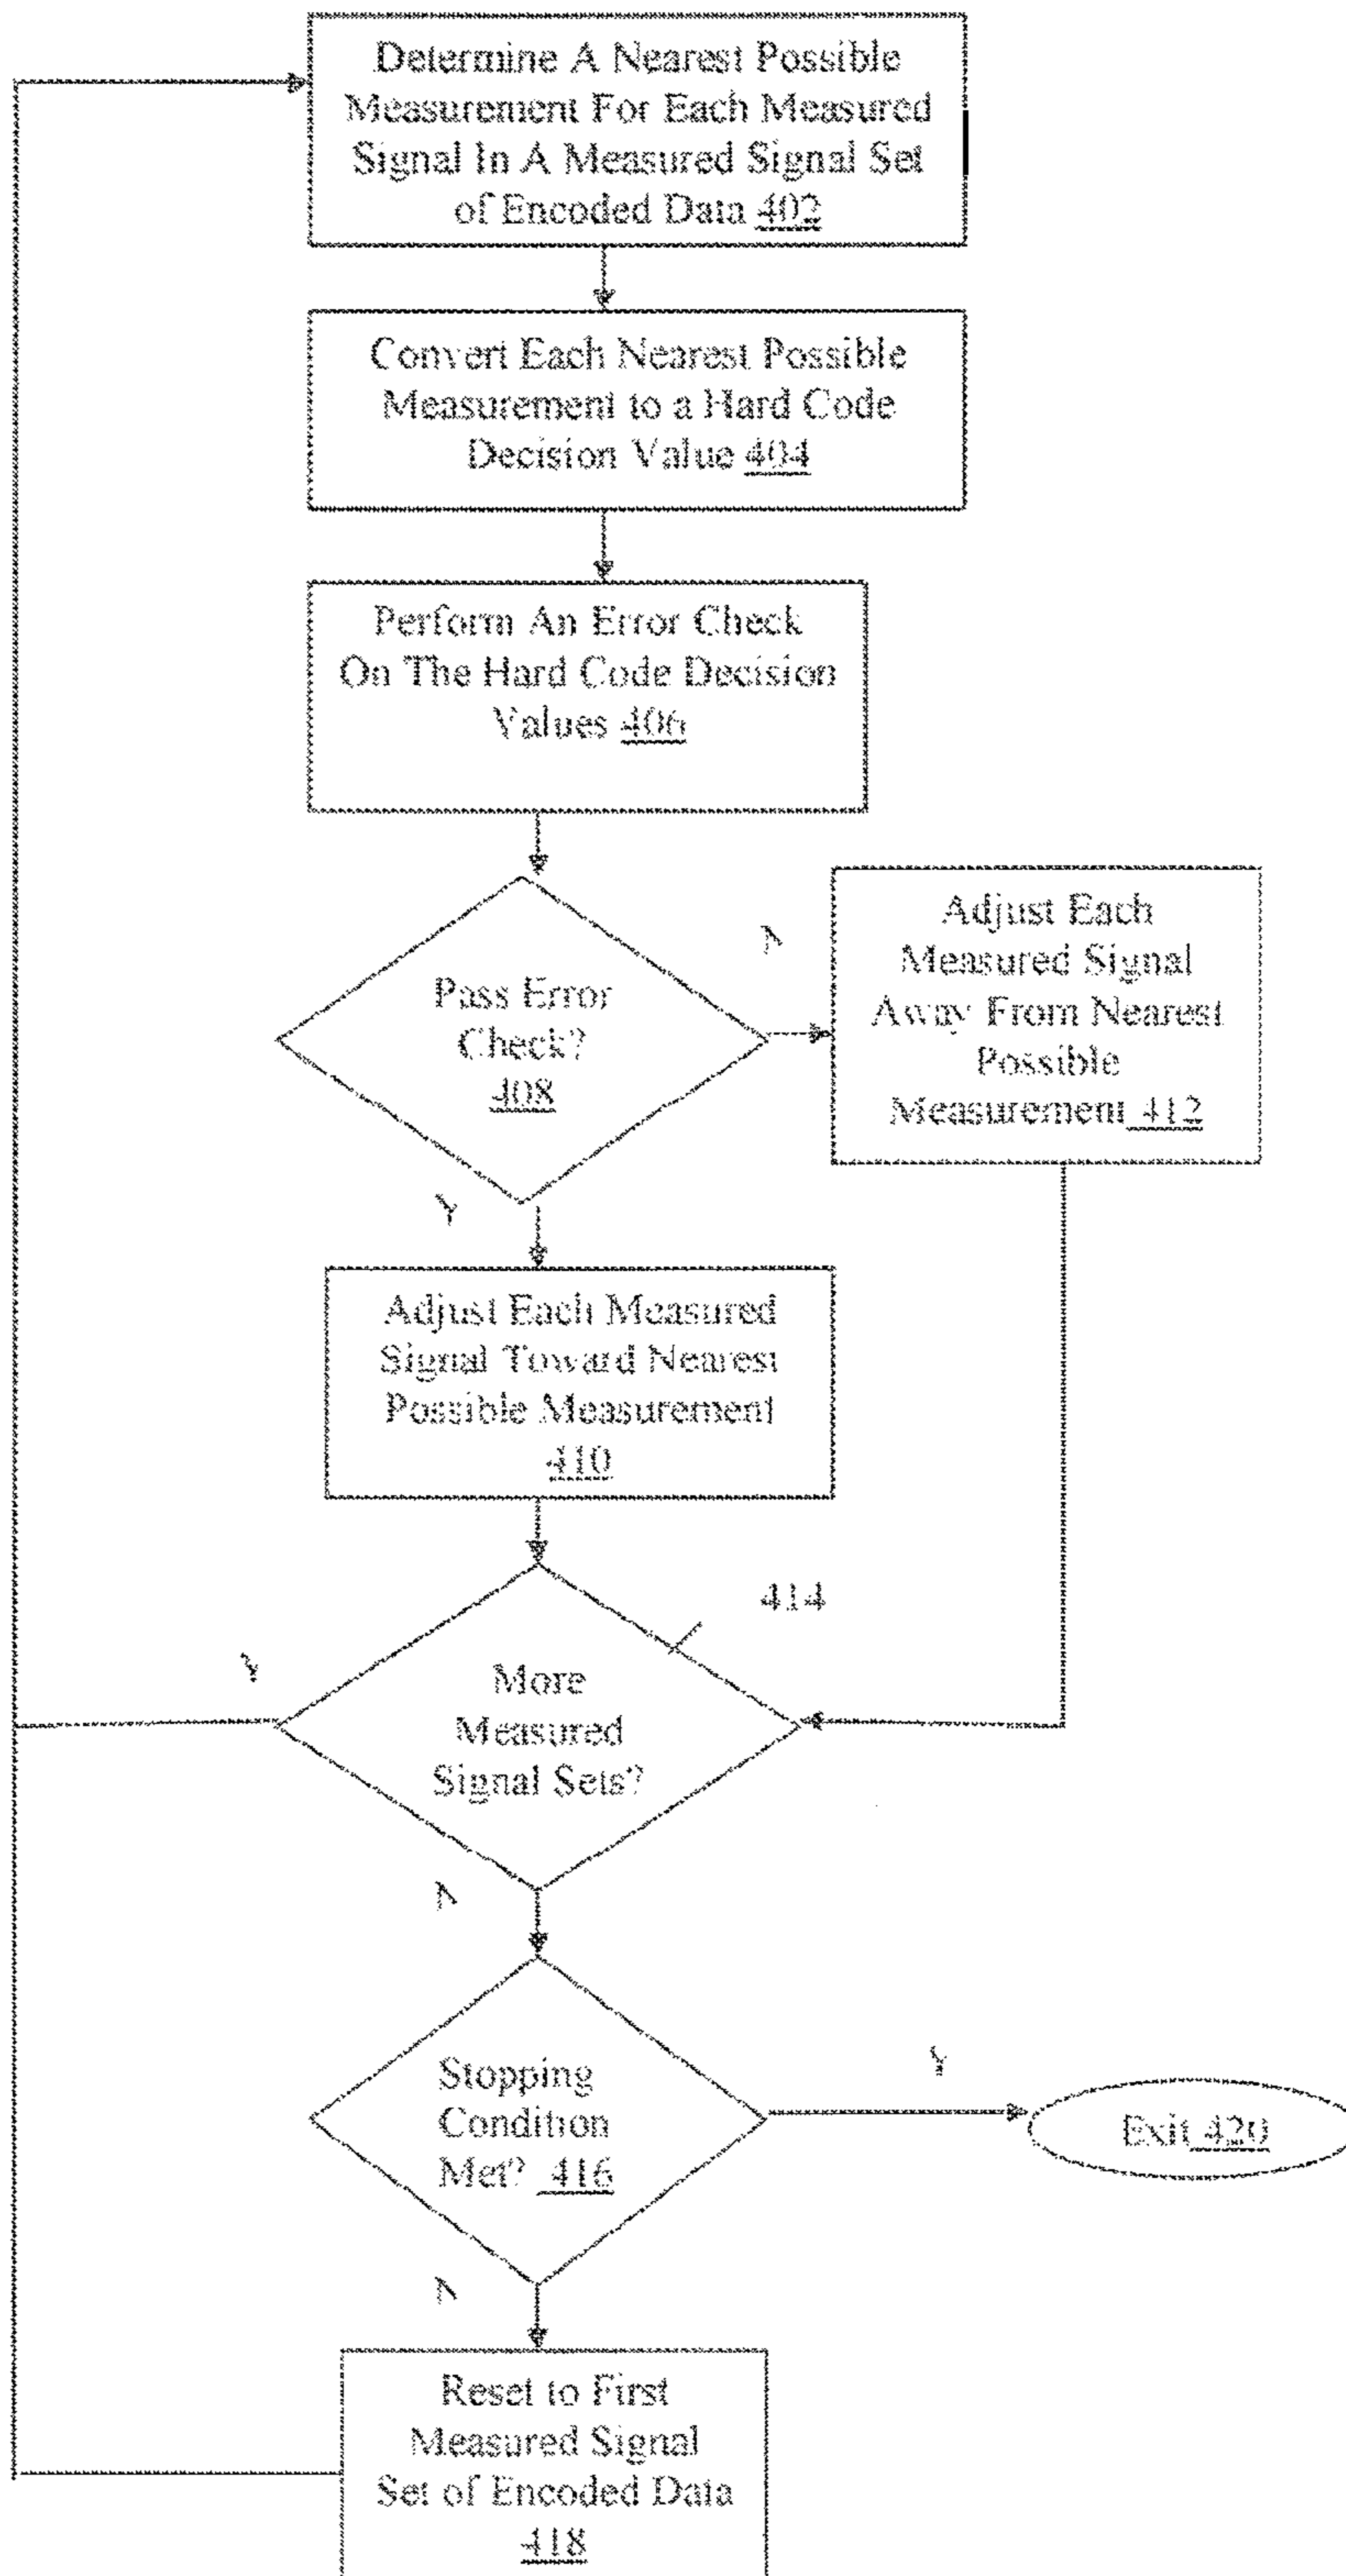 Determine A Nearest Possible
Measurement For Each Measured
Signal In A Measured Signal Set
of Encoded Data 402
Convert Each Nearest Possible
Measurement to a Hard Code
Decision Value 404
Perform An Error Check
On The Hard Code Decision
Values 406
Pass Error
Check?
408
N
Adjust Each
Measured Signal
Away From Nearest
Possible
Measurement 412
Y
Adjust Each Measured
Signal Toward Nearest
Possible Measurement
410
414
Y
More
Measured
Signal Sets?
N
Stopping
Condition
Met? 416
Y
Exit 420
N
Reset to First
Measured Signal
Set of Encoded Data
418